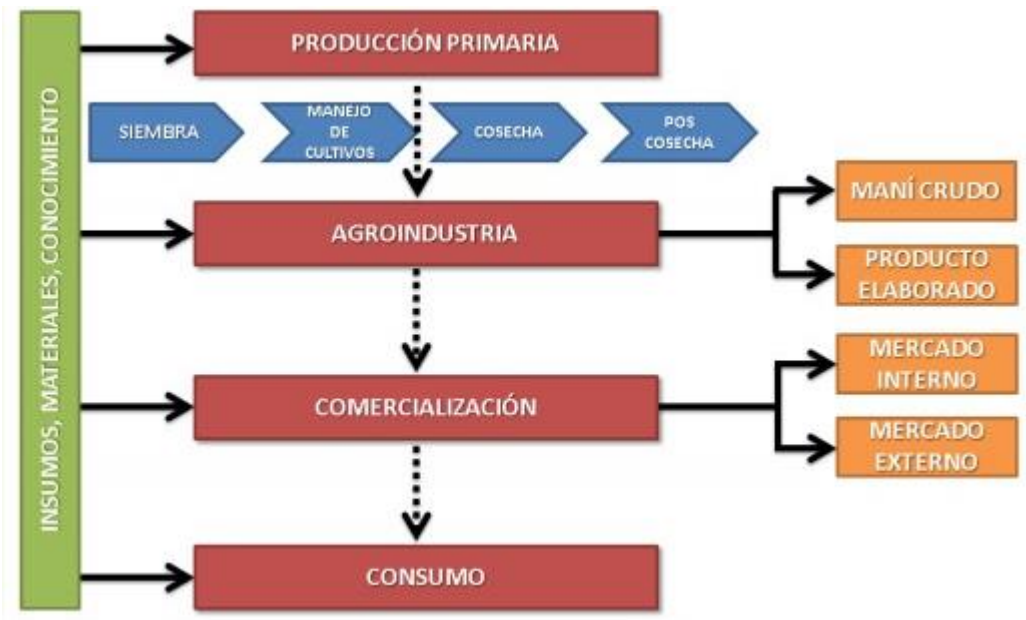 INSUMOS, MATERIALES, CONOCIMIENTO
PRODUCCIÓN PRIMARIA
SIEMBRA
MANEJO
DE
CULTIVOS
COSECHA
POS
COSECHA
AGROINDUSTRIA
MANÍ CRUDO
PRODUCTO
ELABORADO
COMERCIALIZACIÓN
MERCADO
INTERNO
MERCADO
EXTERNO
CONSUMO